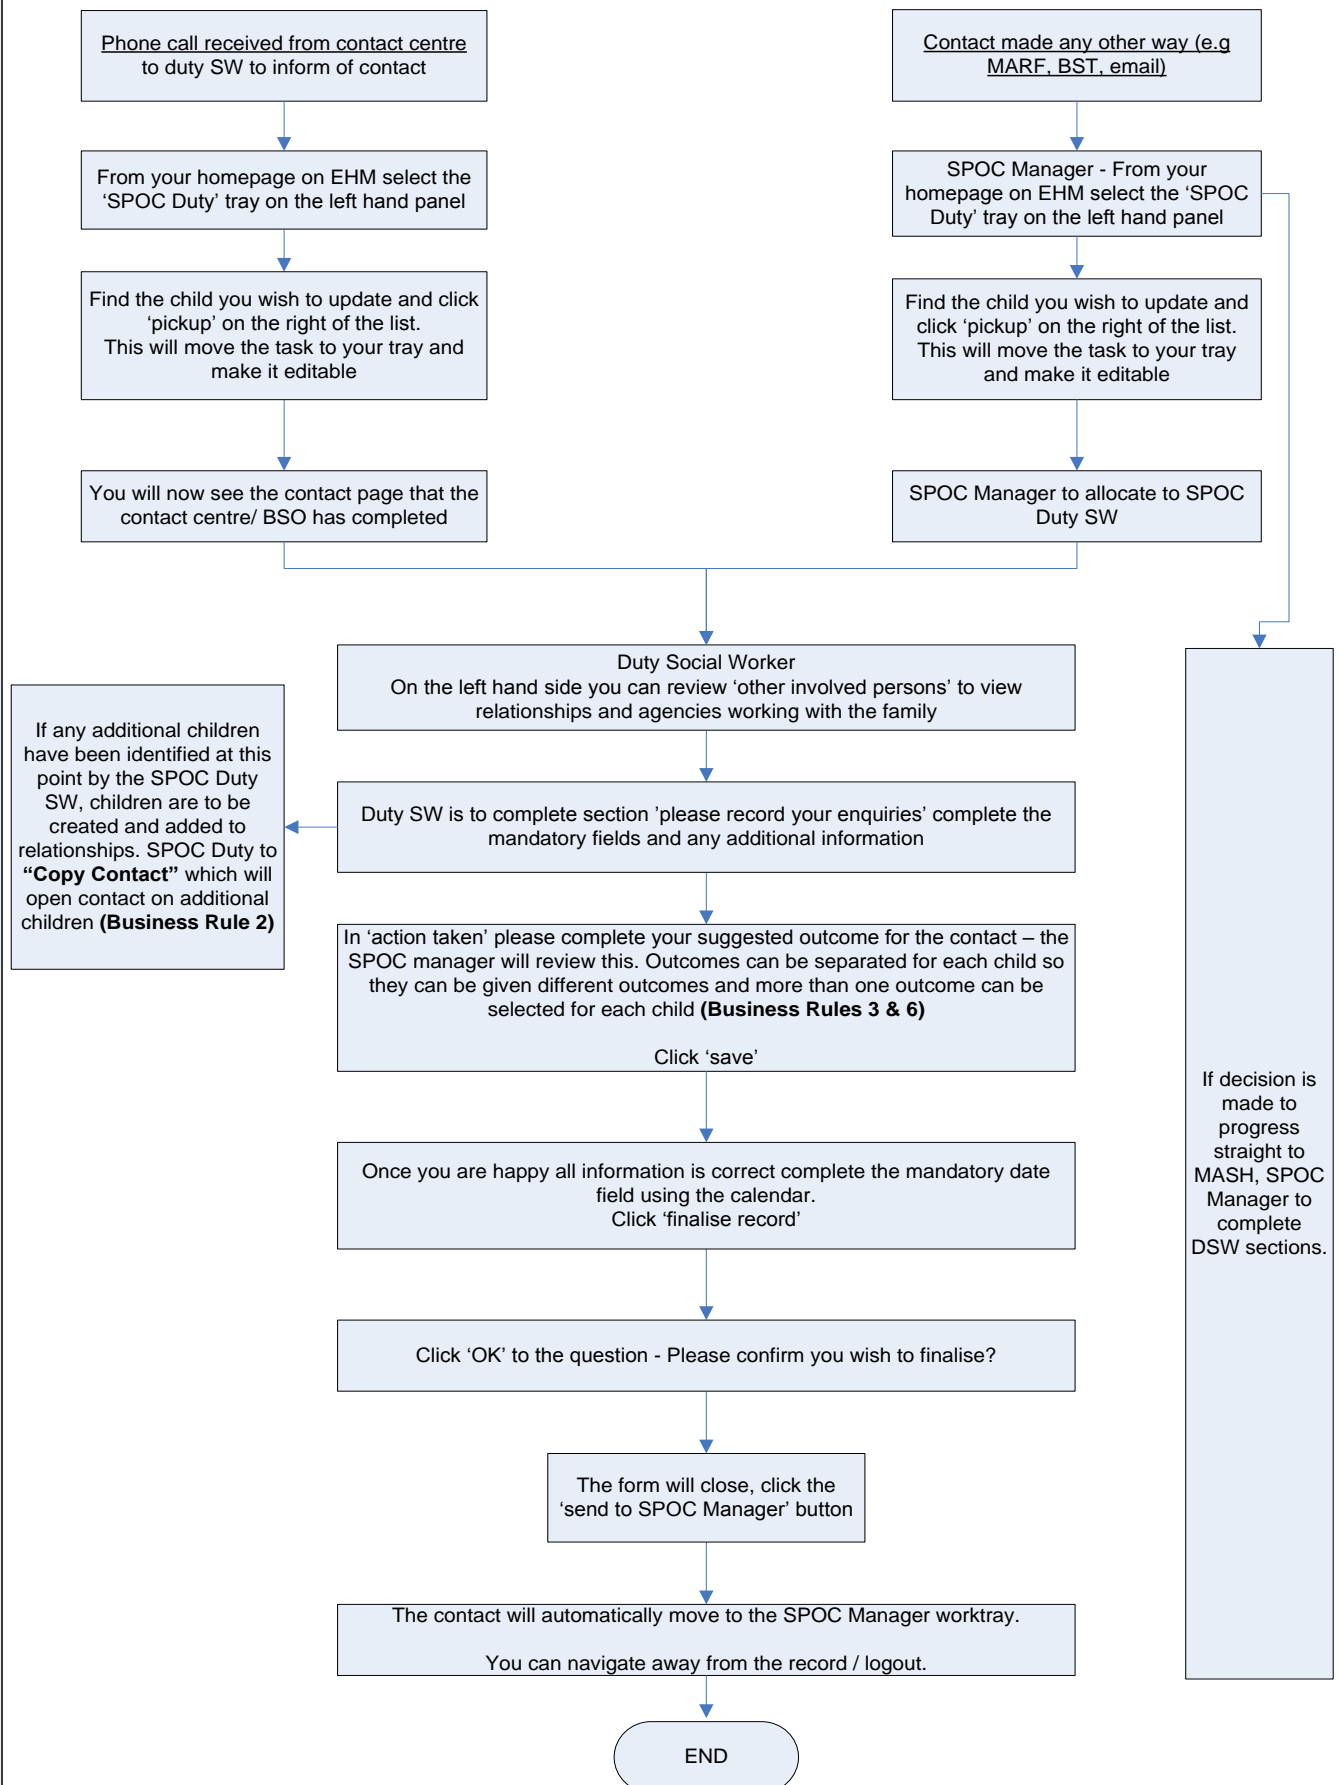 Phone call received from contact centre
to duty SW to inform of contact
Contact made any other way (e.g
MARF, BST, email)
From your homepage on EHM select the
‘SPOC Duty’ tray on the left hand panel
SPOC Manager - From your
homepage on EHM select the ‘SPOC
Duty’ tray on the left hand panel
Find the child you wish to update and click
‘pickup’ on the right of the list.
This will move the task to your tray and
make it editable
Find the child you wish to update and
click ‘pickup’ on the right of the list.
This will move the task to your tray
and make it editable
You will now see the contact page that the
contact centre/ BSO has completed
SPOC Manager to allocate to SPOC
Duty SW
Duty Social Worker
On the left hand side you can review ‘other involved persons’ to view
relationships and agencies working with the family
If any additional children
have been identified at this
point by the SPOC Duty
SW, children are to be
created and added to
relationships. SPOC Duty to
“Copy Contact” which will
open contact on additional
children (Business Rule 2)
Duty SW is to complete section ’please record your enquiries’ complete the
mandatory fields and any additional information
In ‘action taken’ please complete your suggested outcome for the contact – the
SPOC manager will review this. Outcomes can be separated for each child so
they can be given different outcomes and more than one outcome can be
selected for each child (Business Rules 3 & 6)
Click ‘save’
If decision is
made to
progress
straight to
MASH, SPOC
Manager to
complete
DSW sections.
Once you are happy all information is correct complete the mandatory date
field using the calendar.
Click ‘finalise record’
Click ‘OK’ to the question - Please confirm you wish to finalise?
The form will close, click the
‘send to SPOC Manager’ button
The contact will automatically move to the SPOC Manager worktray.
You can navigate away from the record / logout.
END